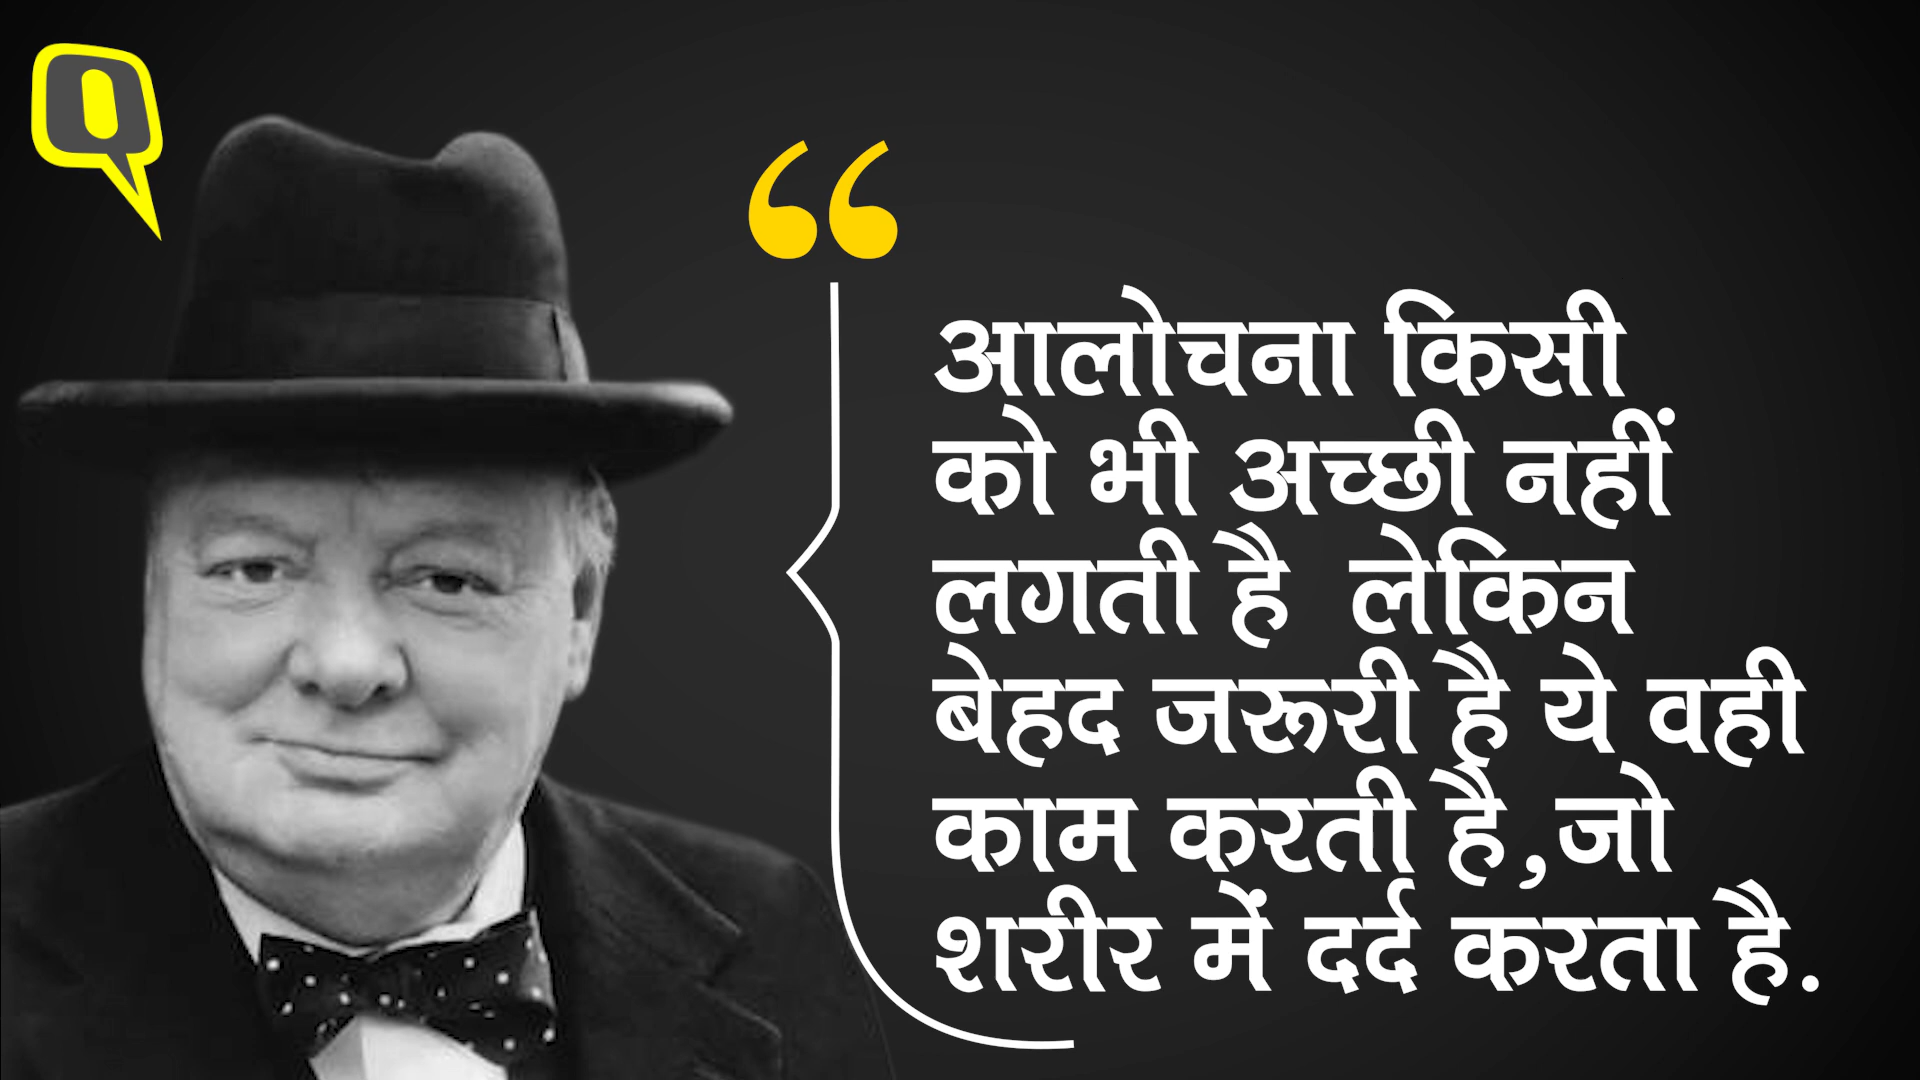 आलोचना किसी
को भी अच्छी नहीं
लगती है लेकिन
बेहद जरूरी है ये वही
काम करती है,जो
शरीर में दर्द करता है.